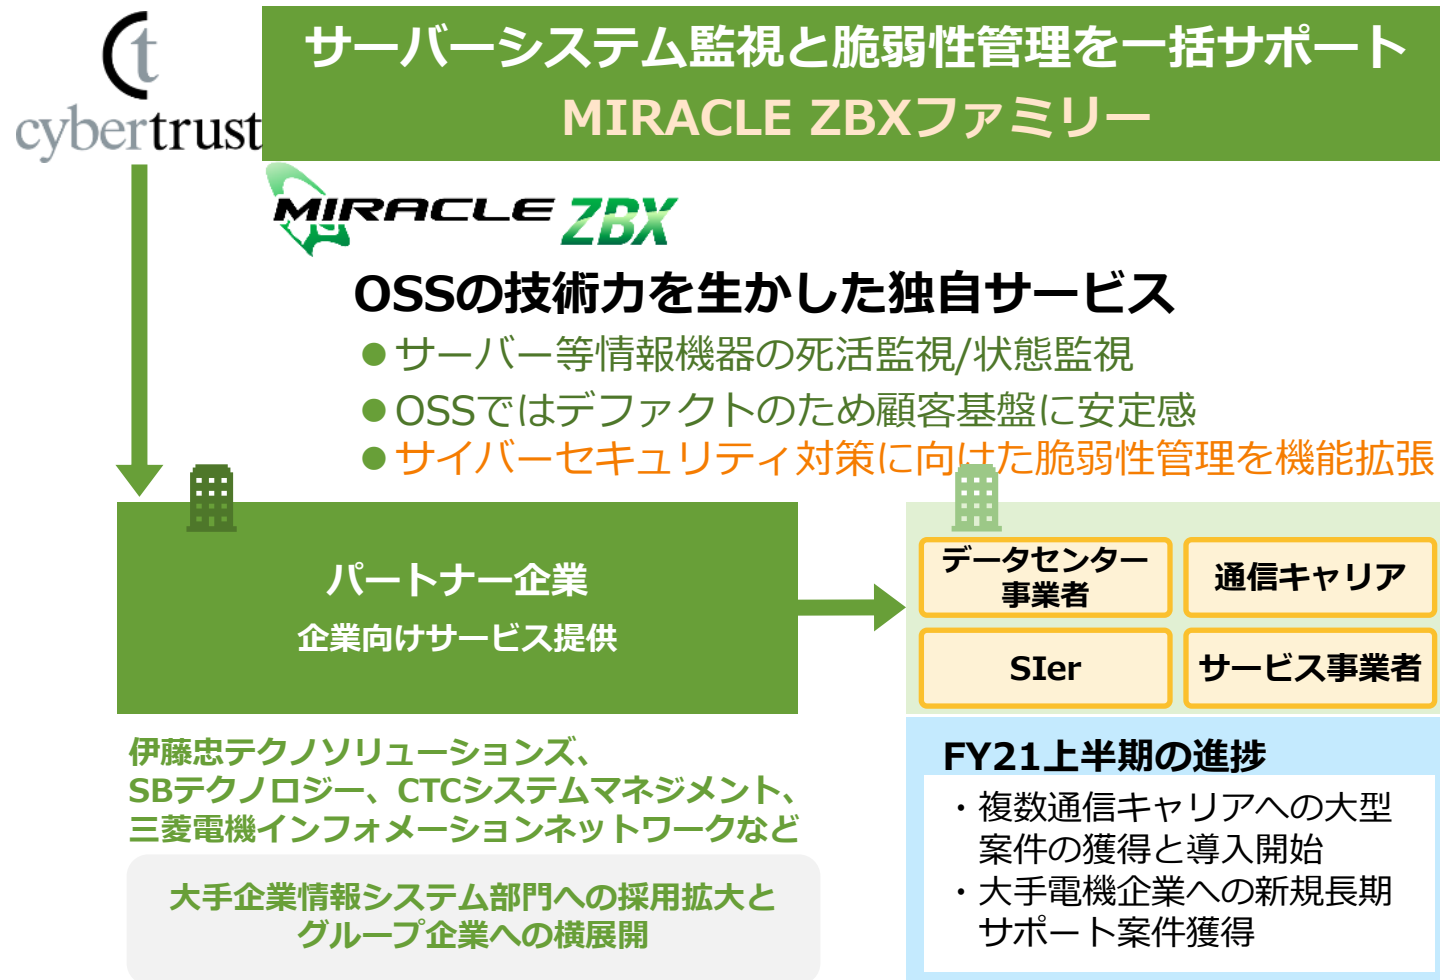 cybertrust
サーバーシステム監視と脆弱性管理を一括サポート
MIRACLE ZBXファミリー
MIRACLE ZBX
OSSの技術力を生かした独自サービス
●サーバー等情報機器の死活監視/状態監視
●OSSではデファクトのため顧客基盤に安定感
●サイバーセキュリティ対策に向けた脆弱性管理を機能拡張
パートナー企業
企業向けサービス提供
データセンター
事業者
通信キャリア
SIer
サービス事業者
伊藤忠テクノソリューションズ、
SBテクノロジー、CTCシステムマネジメント、
三菱電機インフォメーションネットワークなど
大手企業情報システム部門への採用拡大と
グループ企業への横展開
FY21上半期の進捗
・複数通信キャリアへの大型
案件の獲得と導入開始
・大手電機企業への新規長期
サポート案件獲得